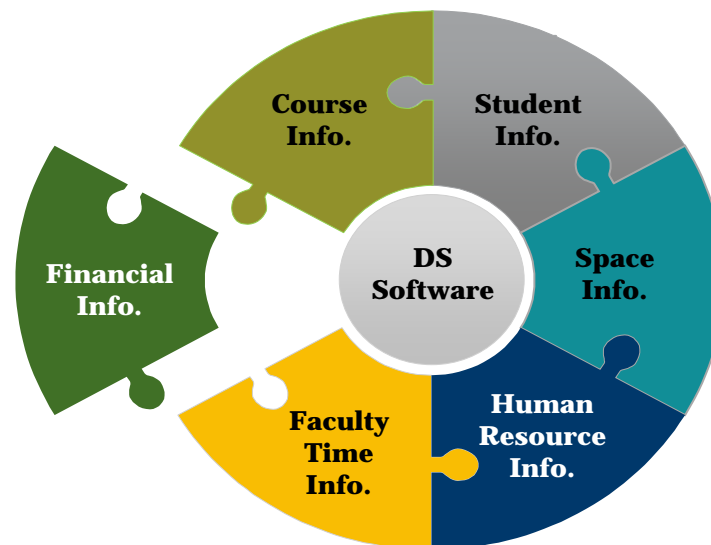 Course
Info.
Student
Info.
Financial
Info.
DS
Software
Space
Info.
Faculty
Time
Info.
Human
Resource
Info.